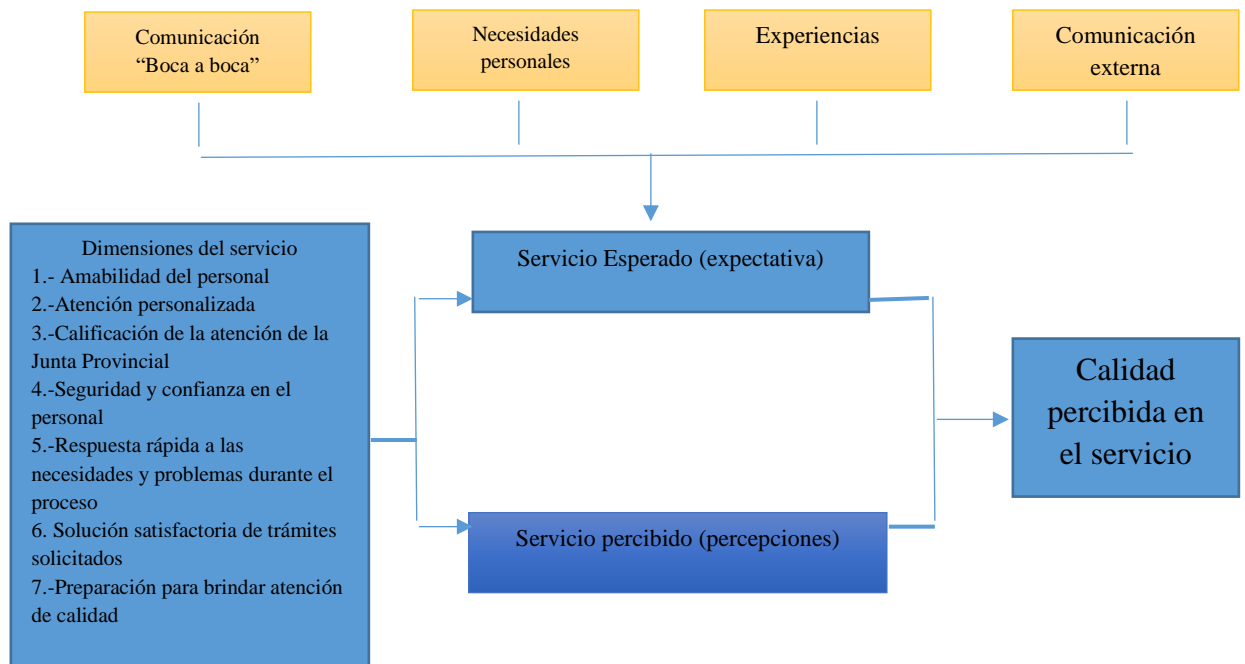 Comunicación
“Boca a boca”
Necesidades
personales
Experiencias
Comunicación
externa
Dimensiones del servicio
1.- Amabilidad del personal
2.-Atención personalizada
3.-Calificación de la atención de la
Junta Provincial
4.-Seguridad y confianza en el
personal
5.-Respuesta rápida a las
necesidades y problemas durante el
proceso
6. Solución satisfactoria de trámites
solicitados
7.-Preparación para brindar atención
de calidad
Servicio Esperado (expectativa)
Servicio percibido (percepciones)
Calidad
percibida en
el servicio